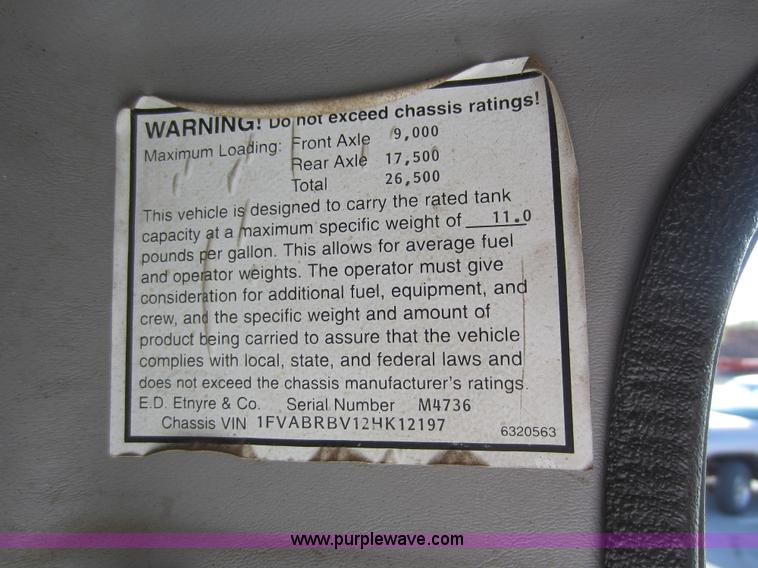 WARNING! Do not exceed chassis ratings!
Maximum Loading: Front Axle 9,000
Rear Axle 17,500
Total 26,500
This vehicle is designed to carry the rated tank
capacity at a maximum specific weight of 11.0
pounds per gallon. This allows for average fuel
and operator weights. The operator must give
consideration for additional fuel, equipment, and
crew, and the specific weight and amount of
product being carried to assure that the vehicle
complies with local, state, and federal laws and
does not exceed the chassis manufacturer's ratings.
E.D. Etnyre & Co. Serial Number M4736
Chassis VIN 1FVABRBV12HK12197
6320563
www.purplewave.com